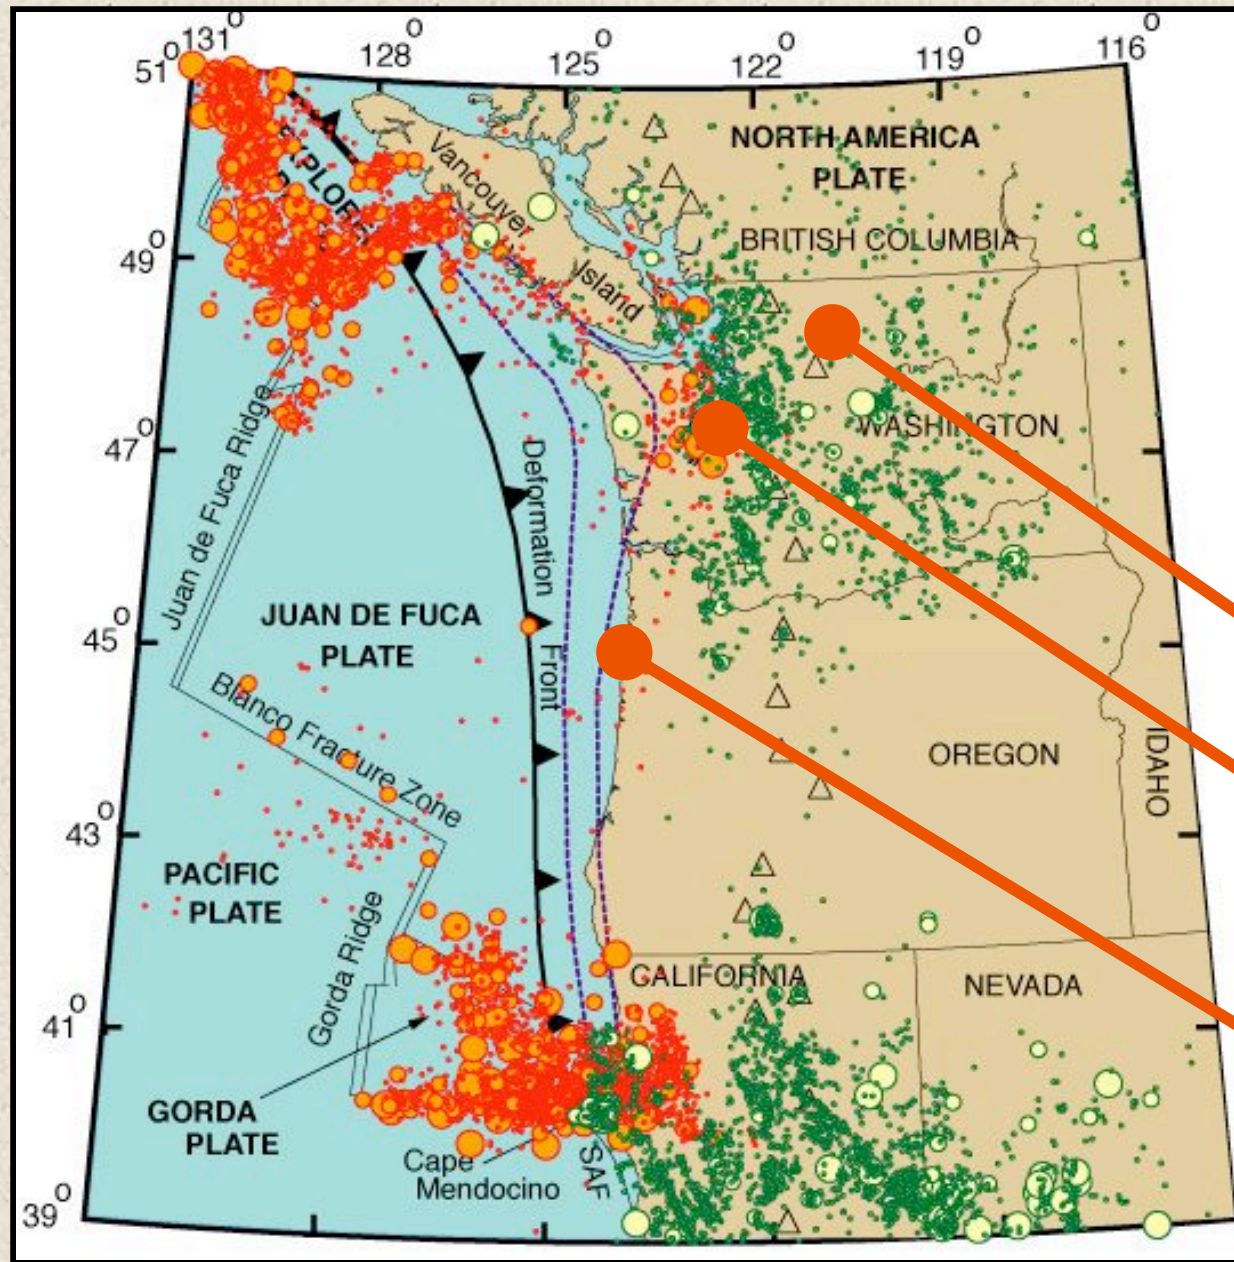 131°
128°
125°
122°
119°
116°
51°
49°
47°
45°
43°
41°
39°
EXPLORER
Vancouver
Island
NORTH AMERICA
PLATE
BRITISH COLUMBIA
WASHINGTON
Juan de Fuca Ridge
Deformation
Front
JUAN DE FUCA
PLATE
Blanco Fracture Zone
OREGON
IDAHO
PACIFIC
PLATE
Gorda Ridge
CALIFORNIA
NEVADA
GORDA
PLATE
Cape
Mendocino
SAF